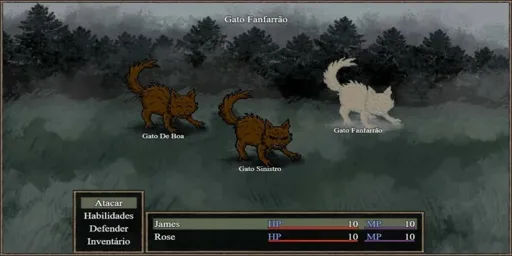 Gato Fanfarrão
Gato De Boa
Gato Fanfarrão
Gato Sinistro
Atacar
Habilidades
Defender
Inventário
James HP 10 MP 10
Rose HP 10 MP 10